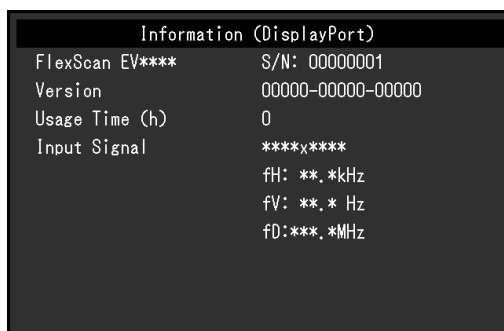 Information (DisplayPort)
FlexScan EV**** S/N: 00000001
Version 00000-00000-00000
Usage Time (h) 0
Input Signal ****x****
fH: **.*kHz
fV: **.* Hz
fD:***.*MHz